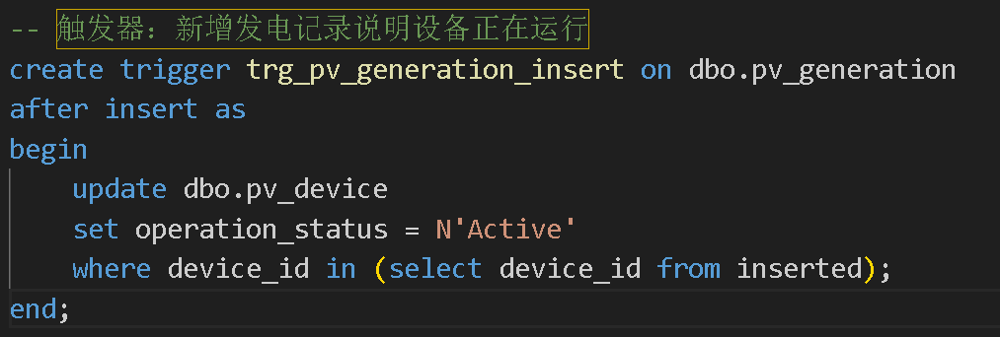 -- 触发器：新增发电记录说明设备正在运行
create trigger trg_pv_generation_insert on dbo.pv_generation
after insert as
begin
    update dbo.pv_device
    set operation_status = N'Active'
    where device_id in (select device_id from inserted);
end;